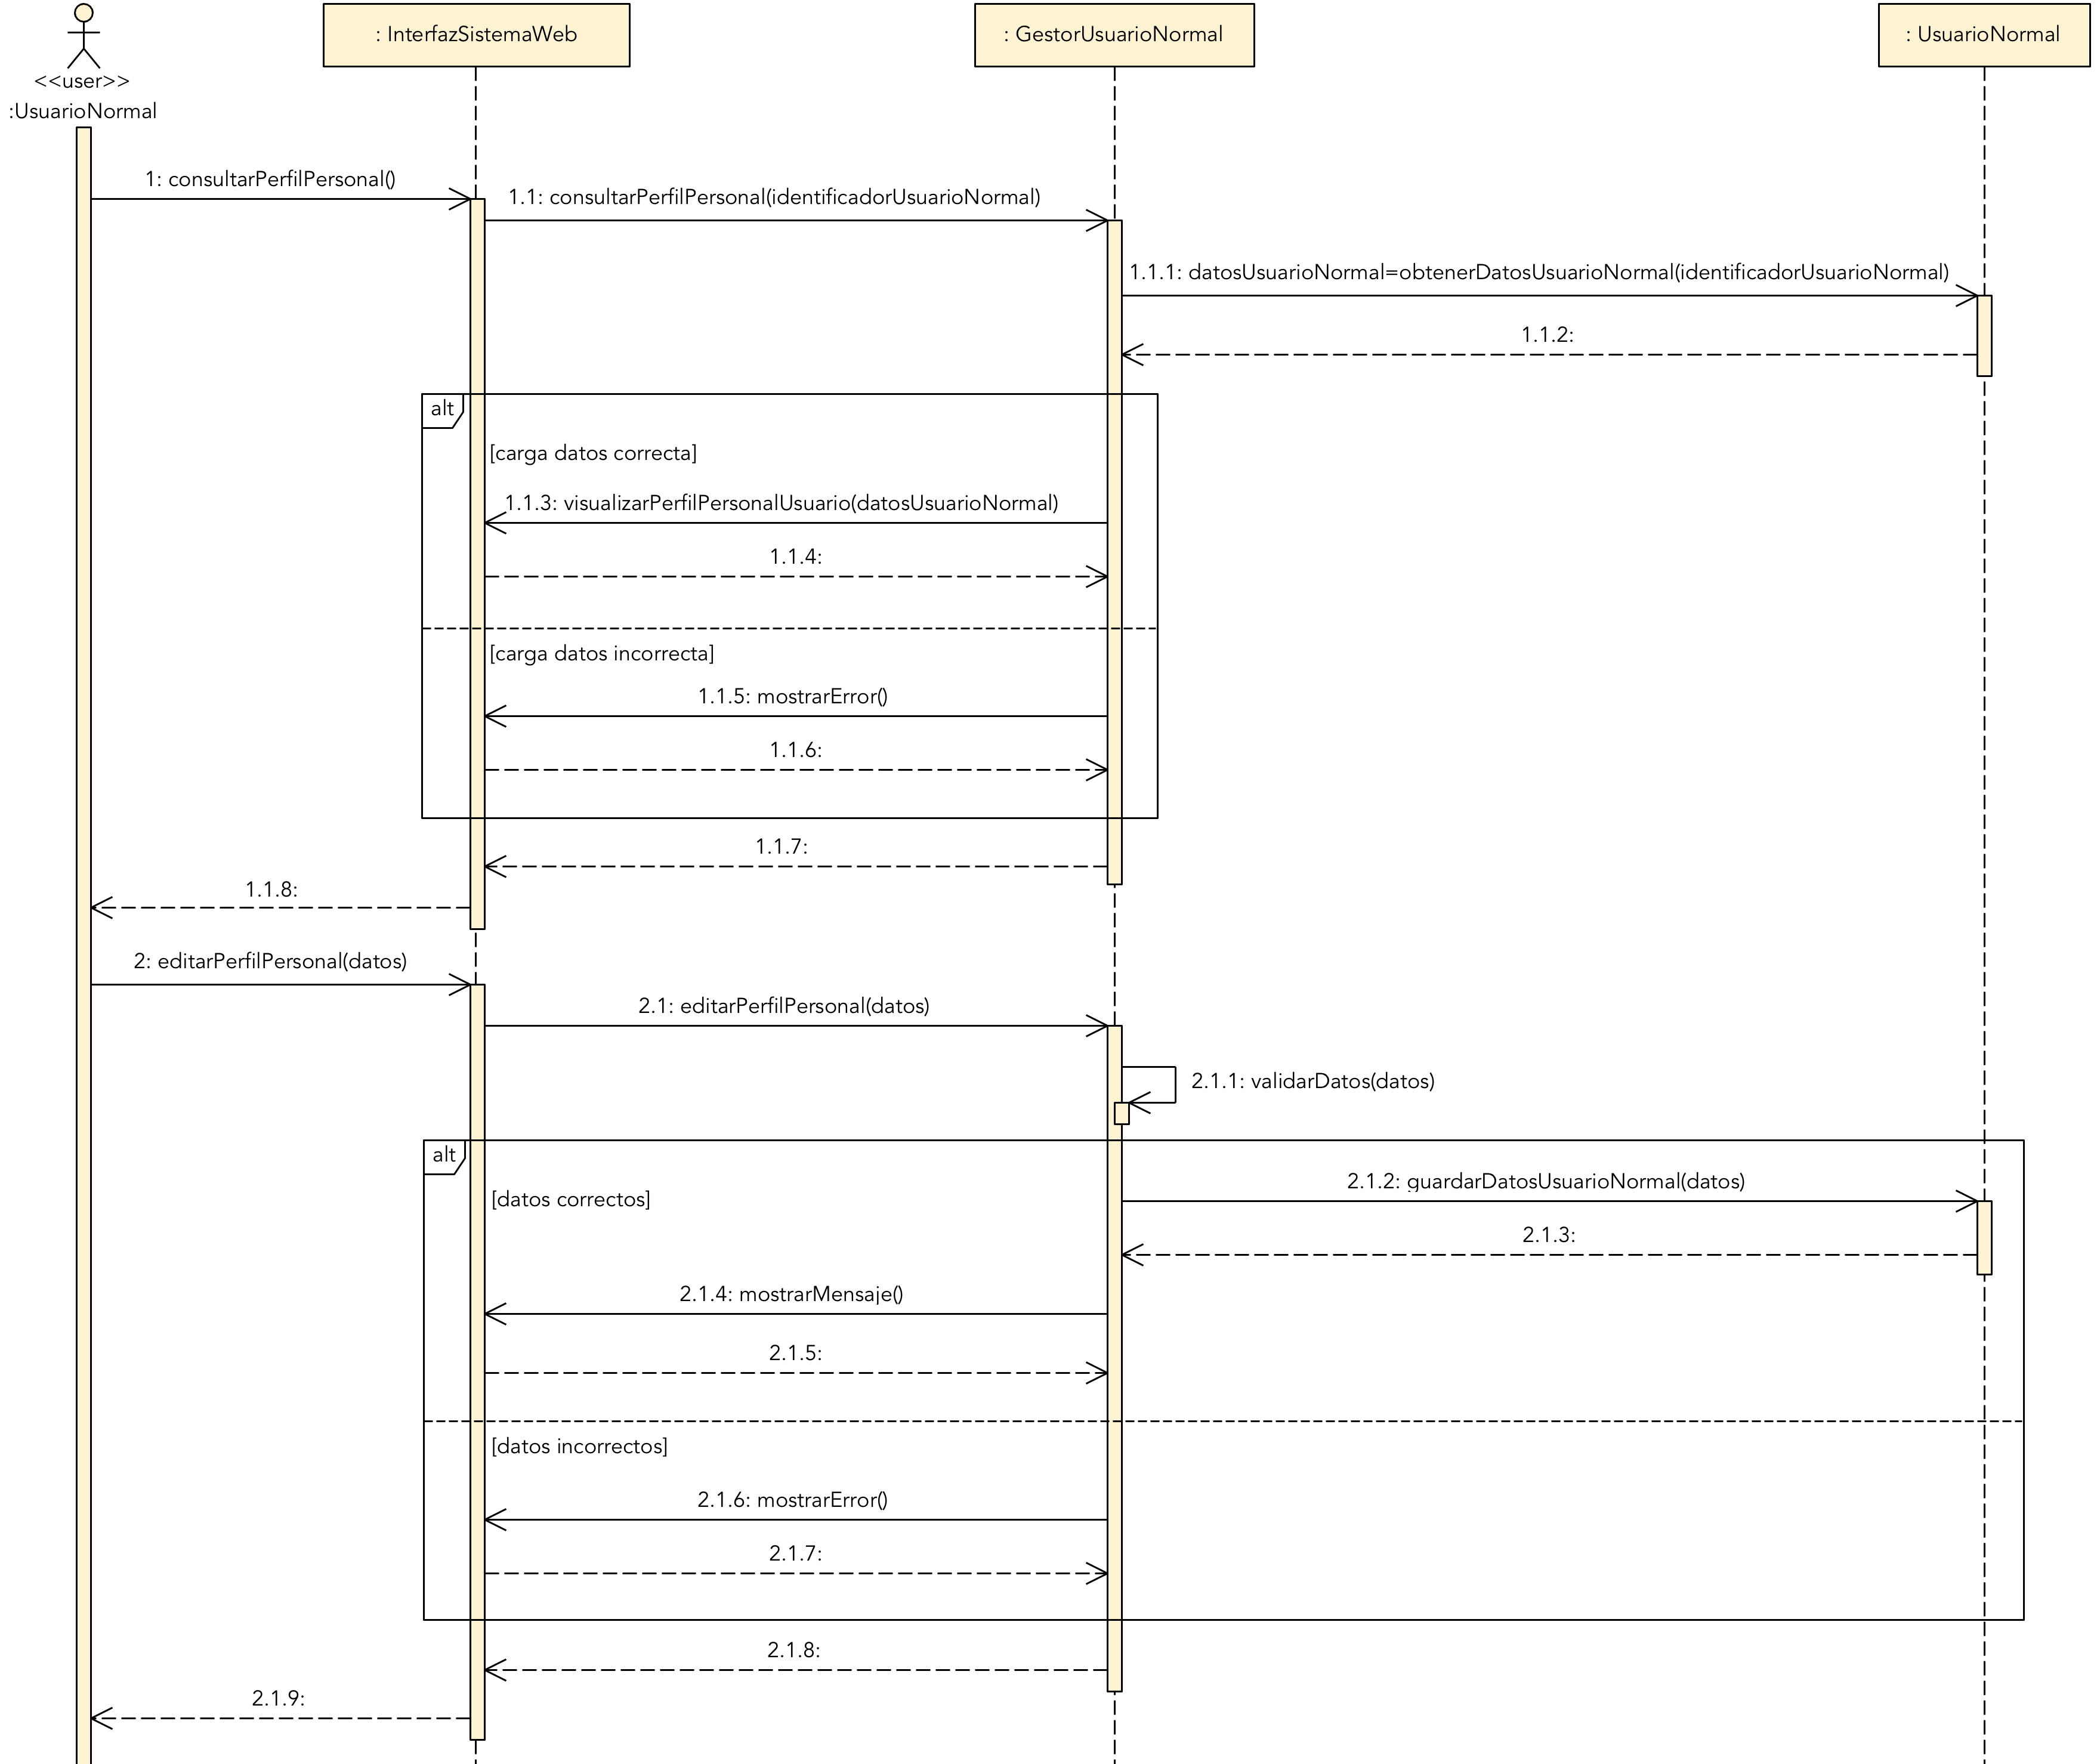 <<user>>
:UsuarioNormal
: InterfazSistemaWeb
: GestorUsuarioNormal
: UsuarioNormal
1: consultarPerfilPersonal()
1.1: consultarPerfilPersonal(identificadorUsuarioNormal)
1.1.1: datosUsuarioNormal=obtenerDatosUsuarioNormal(identificadorUsuarioNormal)
1.1.2:
alt
[carga datos correcta]
1.1.3: visualizarPerfilPersonalUsuario(datosUsuarioNormal)
1.1.4:
[carga datos incorrecta]
1.1.5: mostrarError()
1.1.6:
1.1.7:
1.1.8:
2: editarPerfilPersonal(datos)
2.1: editarPerfilPersonal(datos)
2.1.1: validarDatos(datos)
alt
[datos correctos]
2.1.2: guardarDatosUsuarioNormal(datos)
2.1.3:
2.1.4: mostrarMensaje()
2.1.5:
[datos incorrectos]
2.1.6: mostrarError()
2.1.7:
2.1.8:
2.1.9: